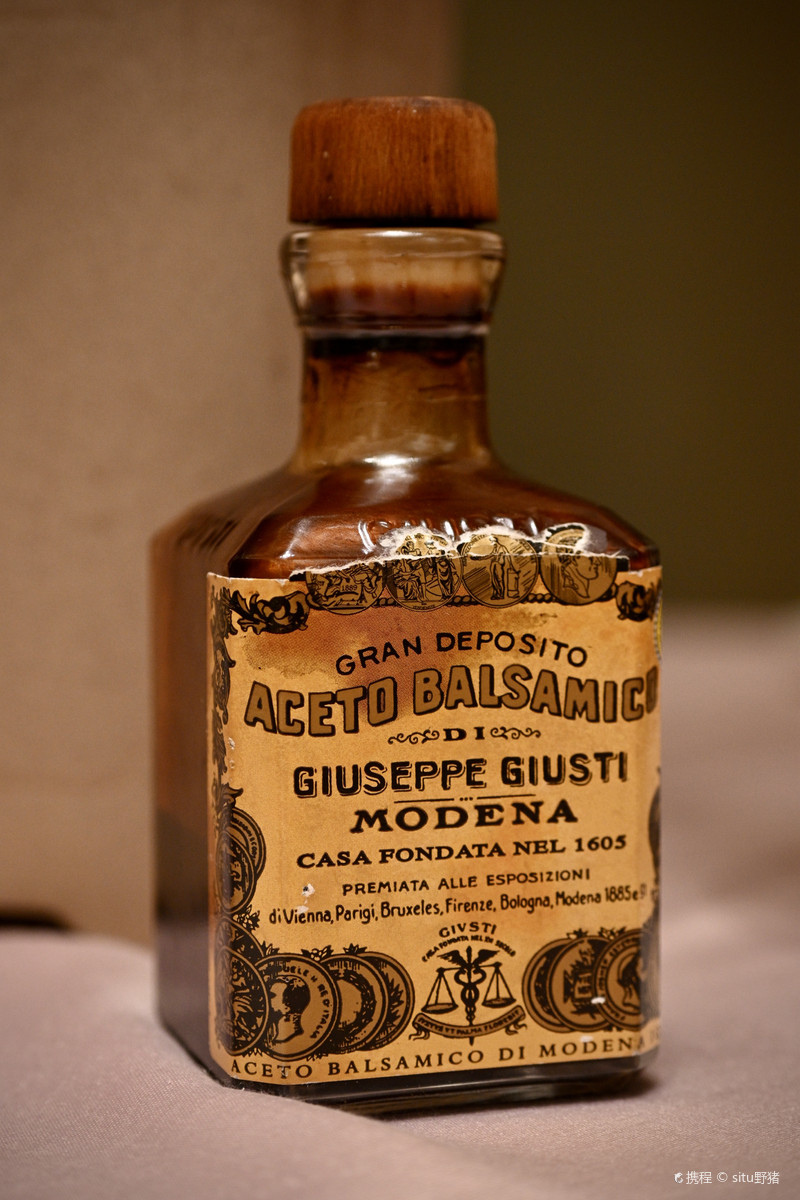 GRAN DEPOSITO
ACETO BALSAMICO
DI
GIUSEPPE GIUSTI
MODENA
CASA FONDATA NEL 1605
PREMIATA ALLE ESPOSIZIONI
di Vienna, Parigi, Bruxeles, Firenze, Bologna, Modena 1885 e
GIVSTI
ACETO BALSAMICO DI MODENA
携程 © situ野猪